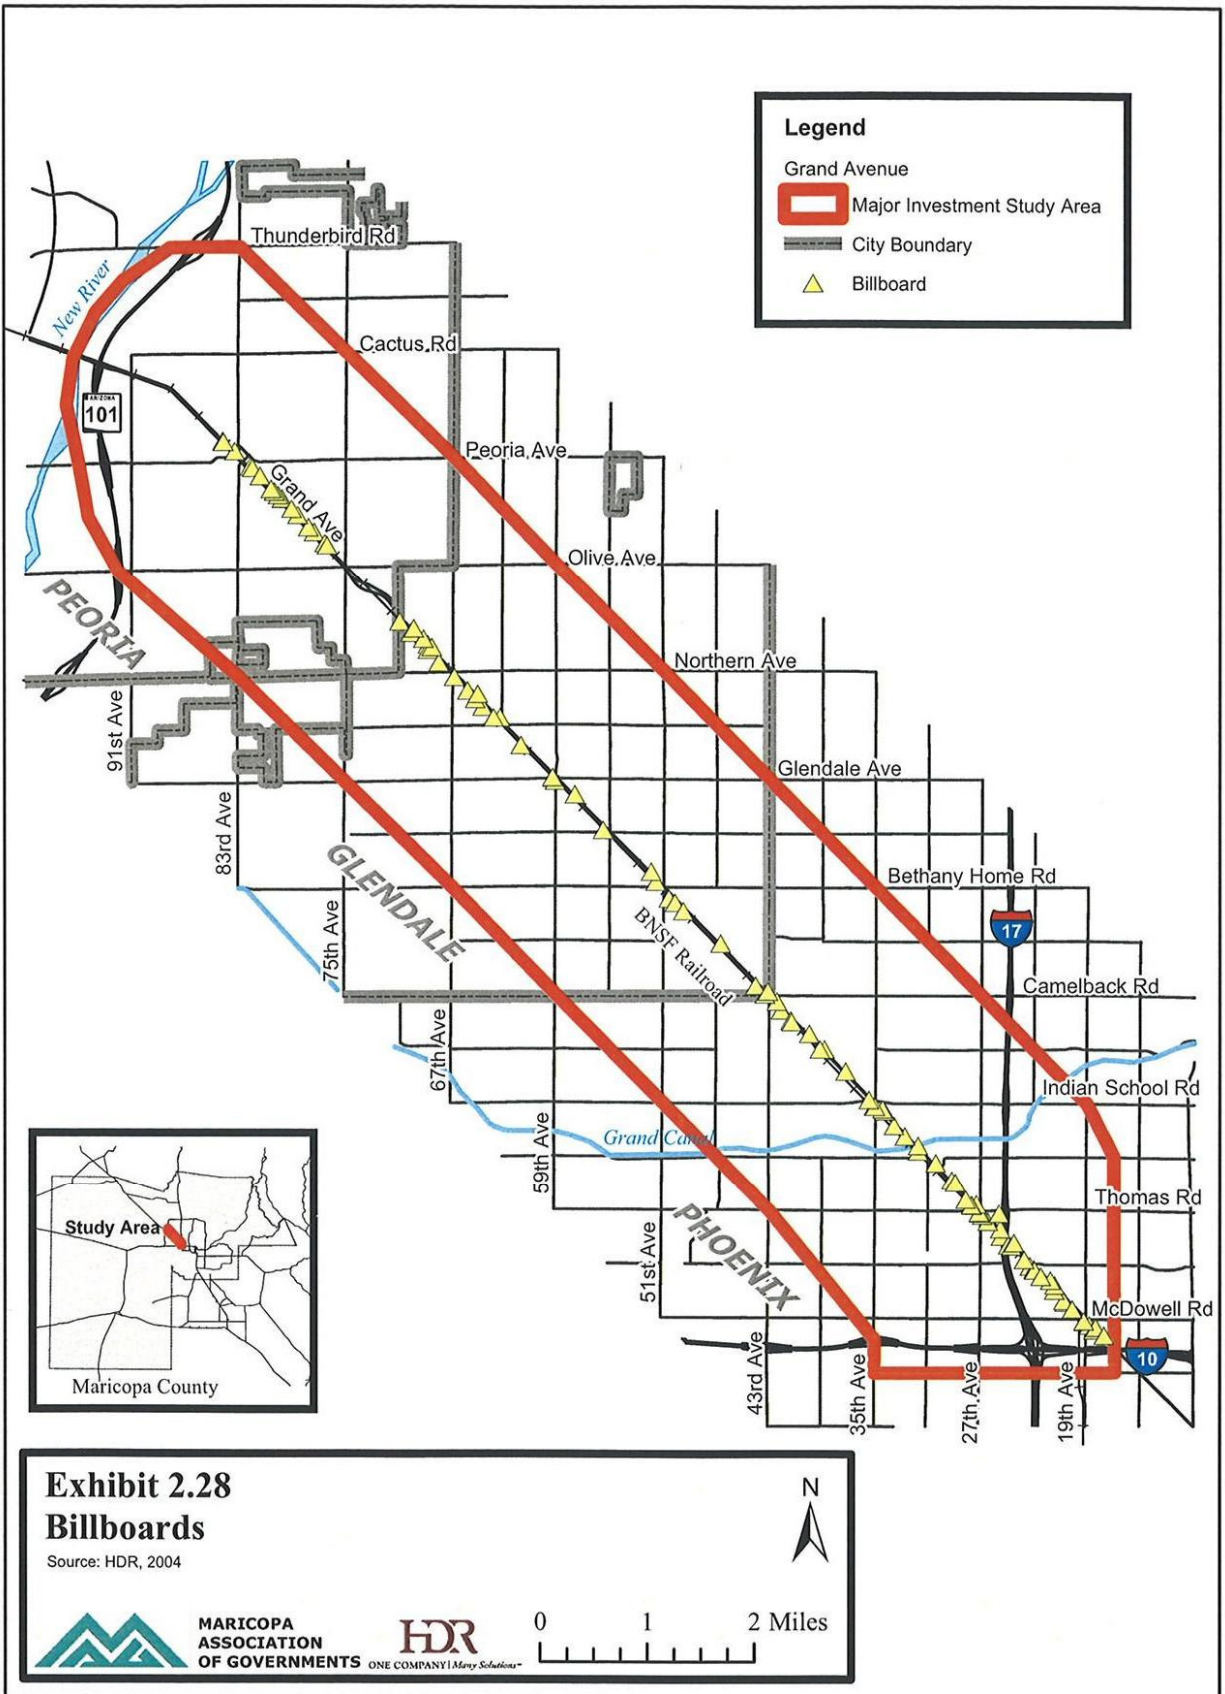 Legend
Grand Avenue
Major Investment Study Area
City Boundary
Billboard
Thunderbird Rd
New River
Cactus Rd
ARIZONA
101
Peoria Ave
Grand Ave
Olive Ave
PEORIA
Northern Ave
91st Ave
Glendale Ave
83rd Ave
GLENDALE
Bethany Home Rd
17
75th Ave
BNSF Railroad
Camelback Rd
67th Ave
Indian School Rd
Grand Canal
59th Ave
Thomas Rd
PHOENIX
51st Ave
McDowell Rd
10
43rd Ave
35th Ave
27th Ave
19th Ave
Study Area
Maricopa County
Exhibit 2.28
Billboards
Source: HDR, 2004
N
MARICOPA
ASSOCIATION
OF GOVERNMENTS
HDR
ONE COMPANY | Many Solutions
0 1 2 Miles